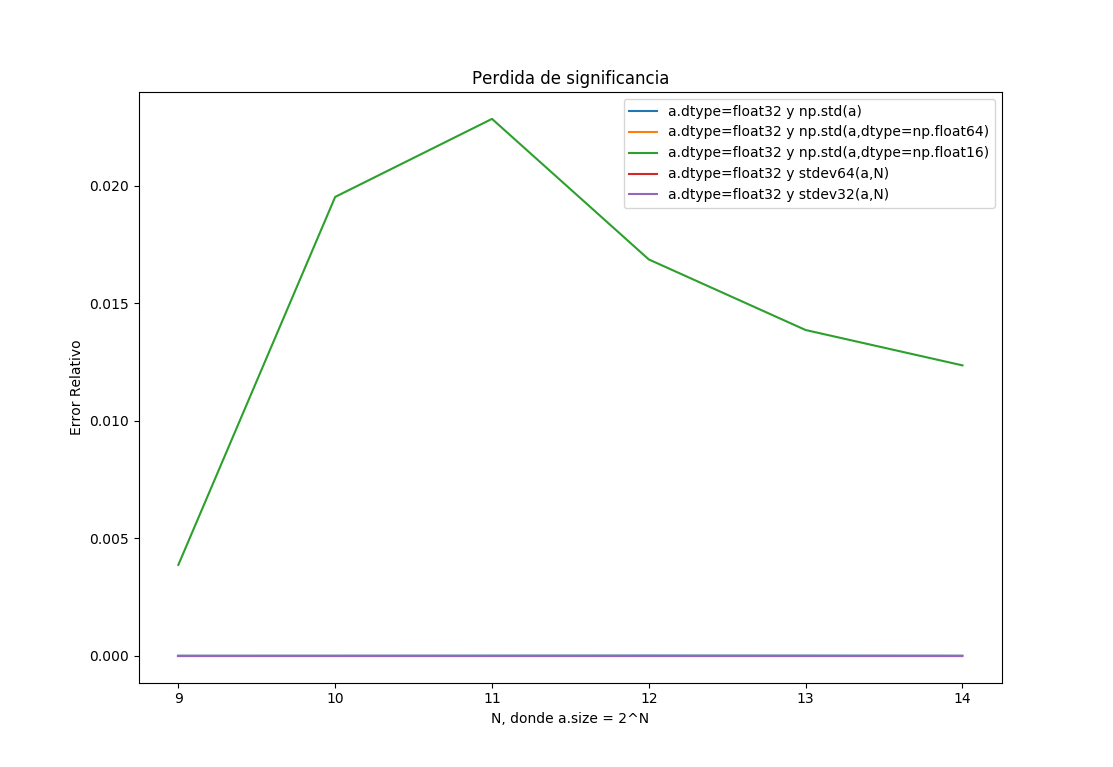 Perdida de significancia
a.dtype=float32 y np.std(a)
a.dtype=float32 y np.std(a,dtype=np.float64)
a.dtype=float32 y np.std(a,dtype=np.float16)
a.dtype=float32 y stdev64(a,N)
a.dtype=float32 y stdev32(a,N)
Error Relativo
0.020
0.015
0.010
0.005
0.000
9 10 11 12 13 14
N, donde a.size = 2^N